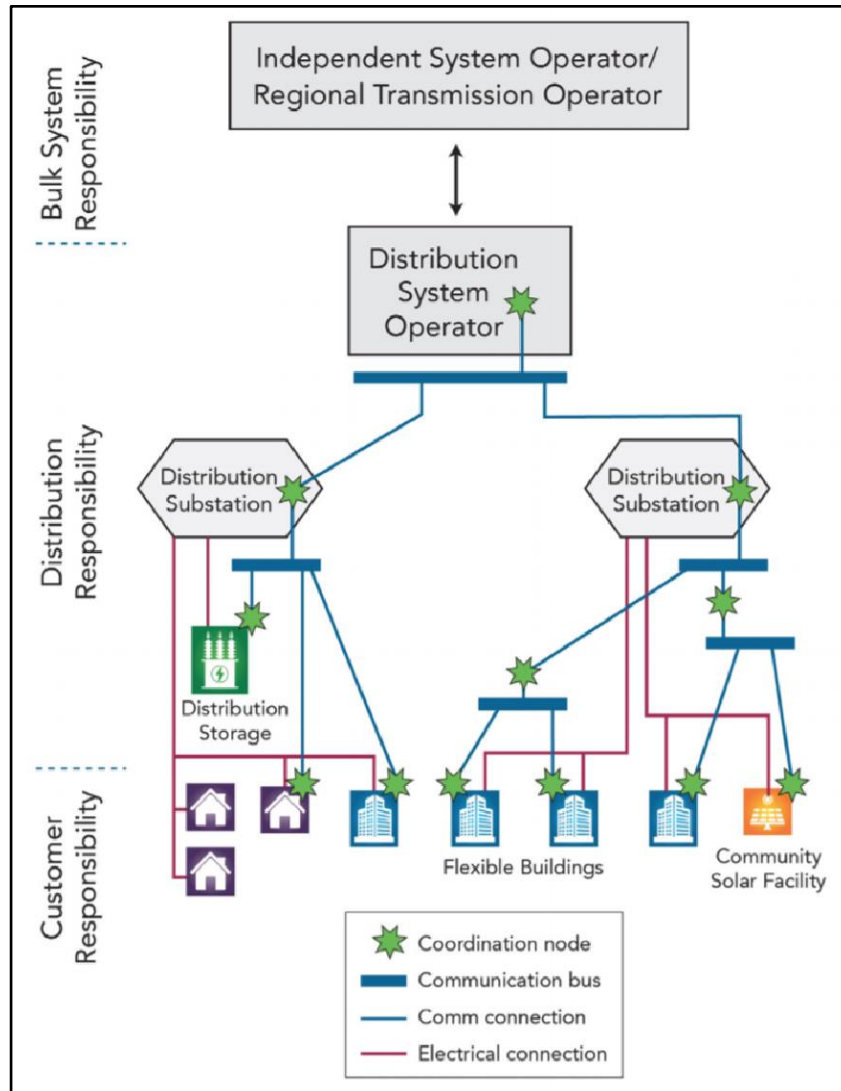 Bulk System
Responsibility
Independent System Operator/
Regional Transmission Operator
Distribution
System
Operator
Distribution
Responsibility
Distribution
Substation
Distribution
Substation
Distribution
Storage
Customer
Responsibility
Flexible Buildings
Community
Solar Facility
Coordination node
Communication bus
Comm connection
Electrical connection